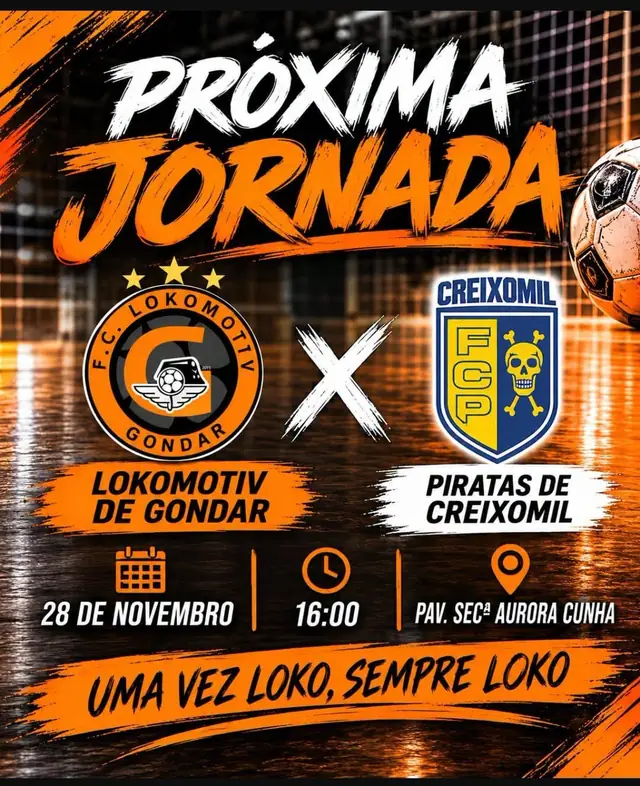 PRÓXIMA
JORNADA
F.C. LOKOMOTIV
GONDAR
CREIXOMIL
FCP
LOKOMOTIV
DE GONDAR
X
PIRATAS DE
CREIXOMIL
28 DE NOVEMBRO
16:00
PAV. SECª AURORA CUNHA
UMA VEZ LOKO, SEMPRE LOKO